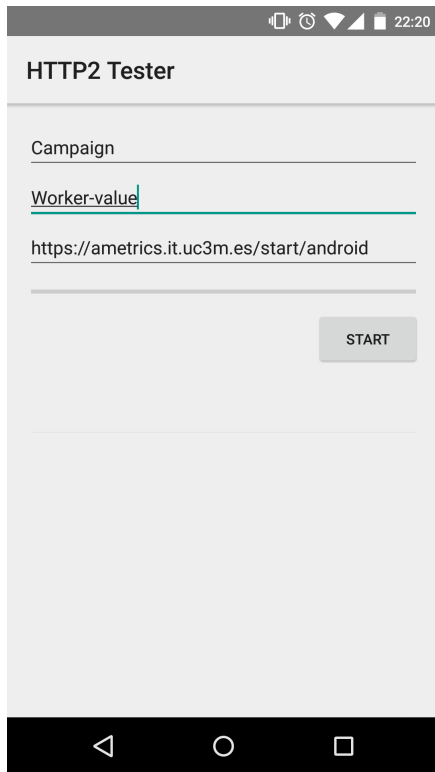 22:20
HTTP2 Tester
Campaign
Worker-value
https://ametrics.it.uc3m.es/start/android
START